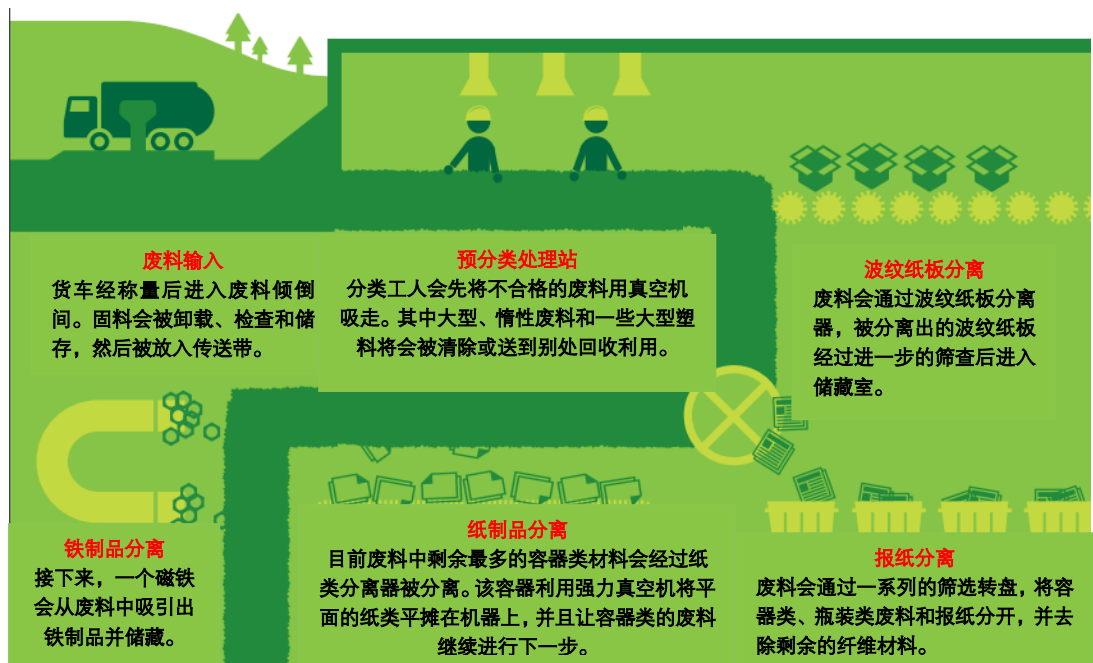 废料输入
货车经称量后进入废料倾倒
间。固料会被卸载、检查和储
存，然后被放入传送带。
预分类处理站
分类工人会先将不合格的废料用真空机
吸走。其中大型、惰性废料和一些大型塑
料将会被清除或送到别处回收利用。
波纹纸板分离
废料会通过波纹纸板分离
器，被分离出的波纹纸板
经过进一步的筛查后进入
储藏室。
铁制品分离
接下来，一个磁铁
会从废料中吸引出
铁制品并储藏。
纸制品分离
目前废料中剩余最多的容器类材料会经过纸
类分离器被分离。该容器利用强力真空机将平
面的纸类平摊在机器上，并且让容器类的废料
继续进行下一步。
报纸分离
废料会通过一系列的筛选转盘，将容
器类、瓶装类废料和报纸分开，并去
除剩余的纤维材料。